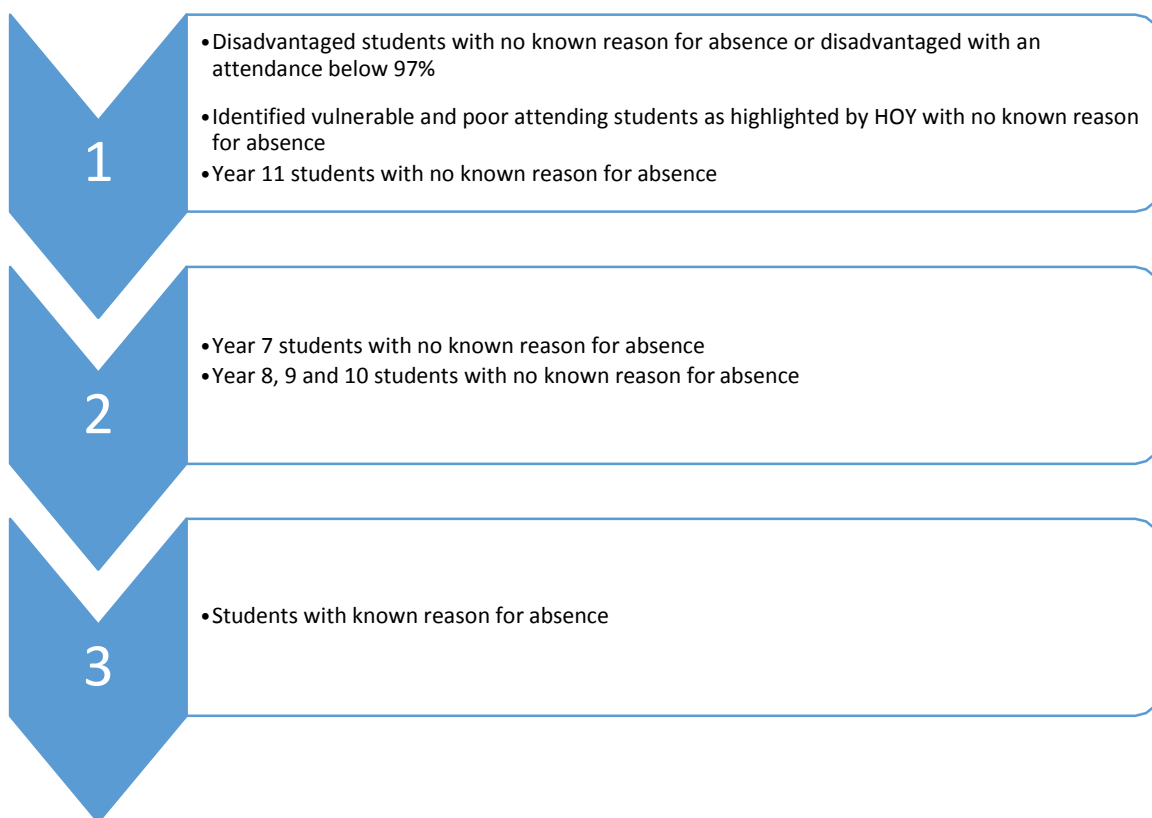 1
•Disadvantaged students with no known reason for absence or disadvantaged with an
attendance below 97%
•Identified vulnerable and poor attending students as highlighted by HOY with no known reason
for absence
•Year 11 students with no known reason for absence
2
•Year 7 students with no known reason for absence
•Year 8, 9 and 10 students with no known reason for absence
3
•Students with known reason for absence